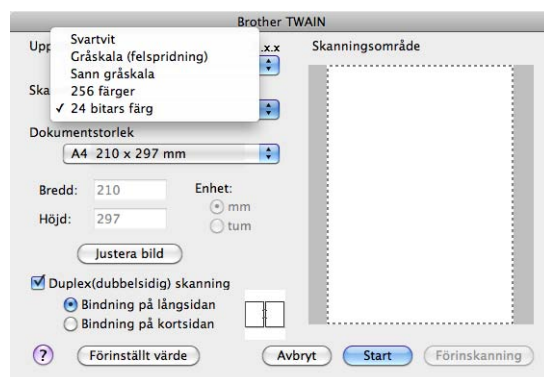 Brother TWAIN
Upp
.x.x
Skanningsområde
Svartvit
Gråskala (felspridning)
Sann gråskala
Ska
256 färger
✓ 24 bitars färg
Dokumentstorlek
A4 210 x 297 mm
Bredd: 210
Enhet:
mm
Höjd: 297
tum
Justera bild
Duplex(dubbelsidig) skanning
Bindning på långsidan
Bindning på kortsidan
? Förinställt värde Avbryt Start Förinskanning